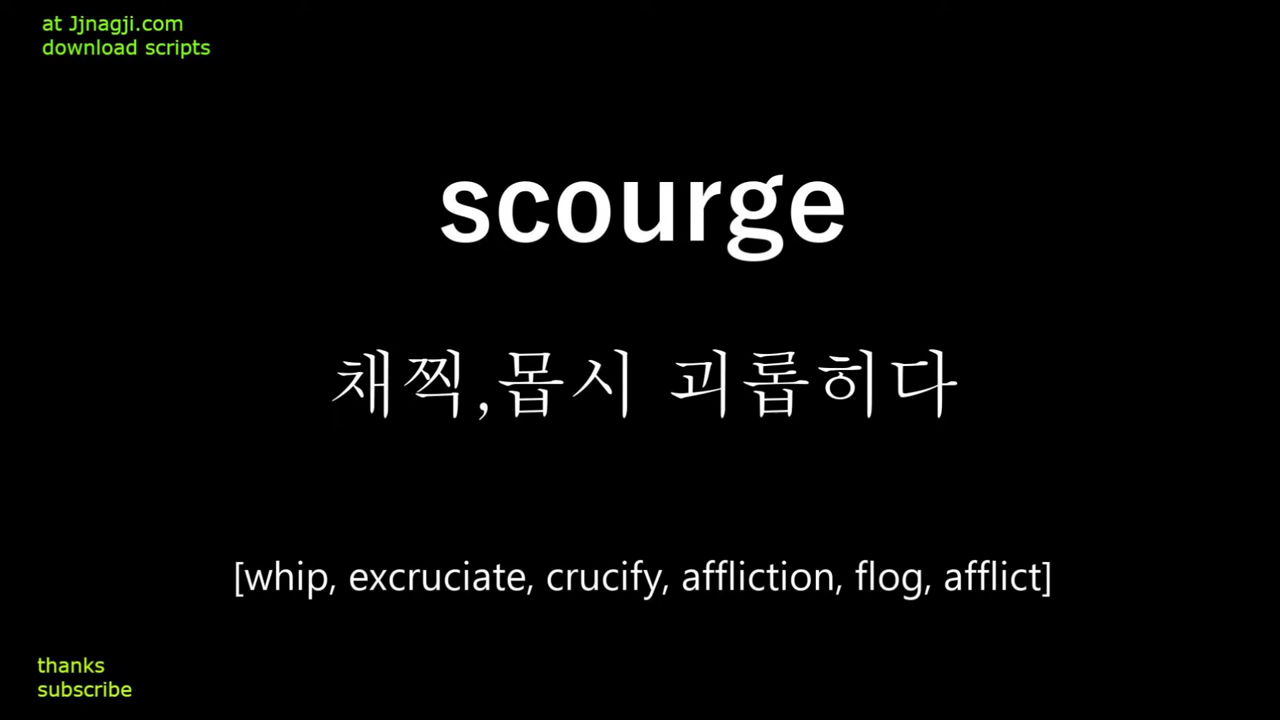 at Jjnagji.com
download scripts
scourge
채찍,몹시 괴롭히다
[whip, excruciate, crucify, affliction, flog, afflict]
thanks
subscribe